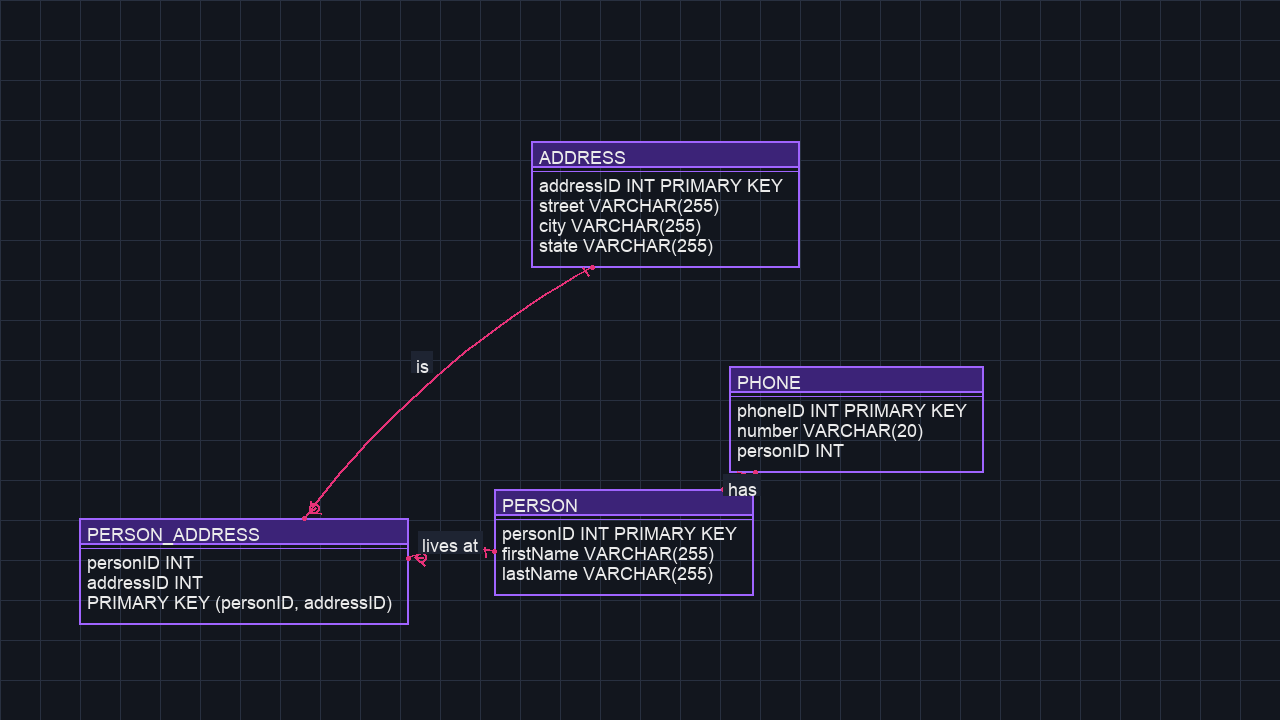 ADDRESS
addressID INT PRIMARY KEY
street VARCHAR(255)
city VARCHAR(255)
state VARCHAR(255)
is
PHONE
phoneID INT PRIMARY KEY
number VARCHAR(20)
personID INT
has
PERSON
personID INT PRIMARY KEY
firstName VARCHAR(255)
lastName VARCHAR(255)
lives at
PERSON_ADDRESS
personID INT
addressID INT
PRIMARY KEY (personID, addressID)